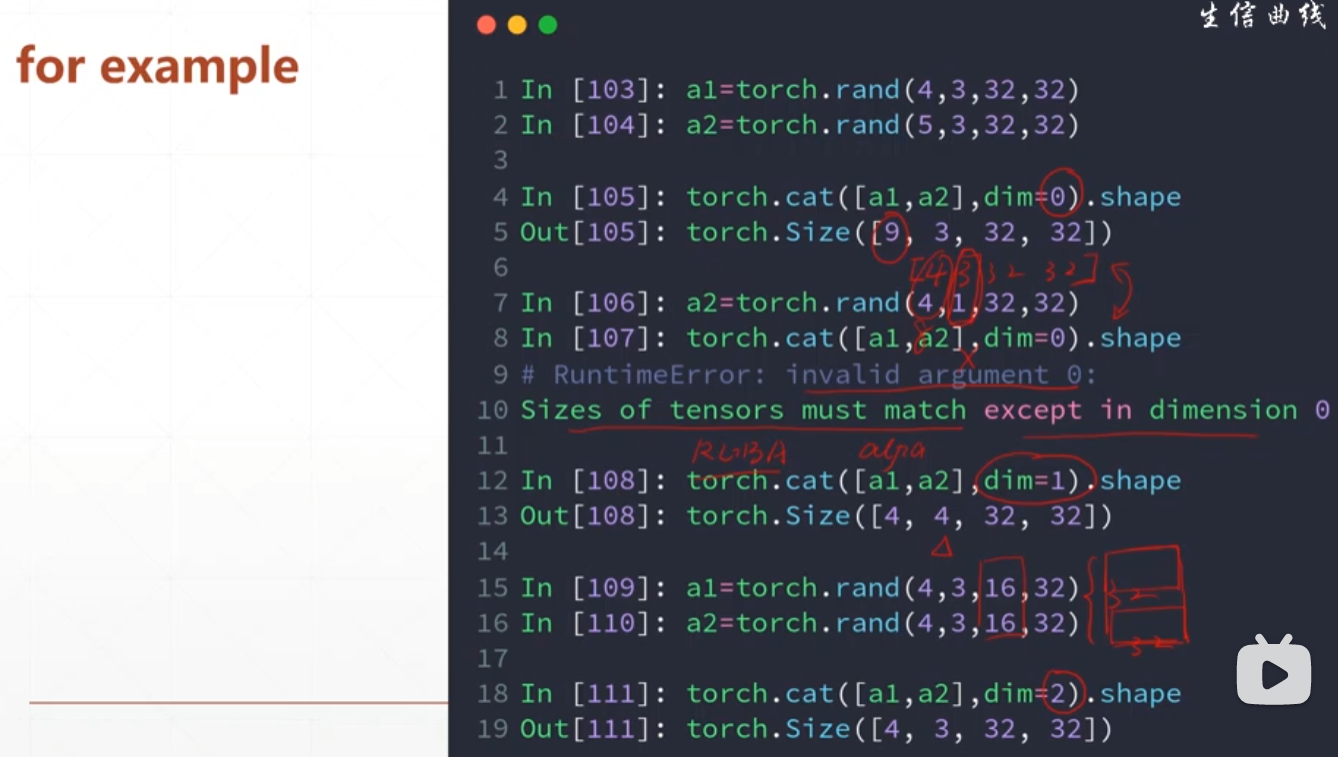 for example
生信曲线
1 In [103]: a1=torch.rand(4,3,32,32)
2 In [104]: a2=torch.rand(5,3,32,32)
3
4 In [105]: torch.cat([a1,a2],dim=0).shape
5 Out[105]: torch.Size([9, 3, 32, 32])
6
[4 3 32 32]
7 In [106]: a2=torch.rand(4,1,32,32)
8 In [107]: torch.cat([a1,a2],dim=0).shape
9 # RuntimeError: invalid argument 0:
10 Sizes of tensors must match except in dimension 0
11
RGBA alpa
12 In [108]: torch.cat([a1,a2],dim=1).shape
13 Out[108]: torch.Size([4, 4, 32, 32])
14
15 In [109]: a1=torch.rand(4,3,16,32)
32
16 In [110]: a2=torch.rand(4,3,16,32)
32
17
18 In [111]: torch.cat([a1,a2],dim=2).shape
19 Out[111]: torch.Size([4, 3, 32, 32])